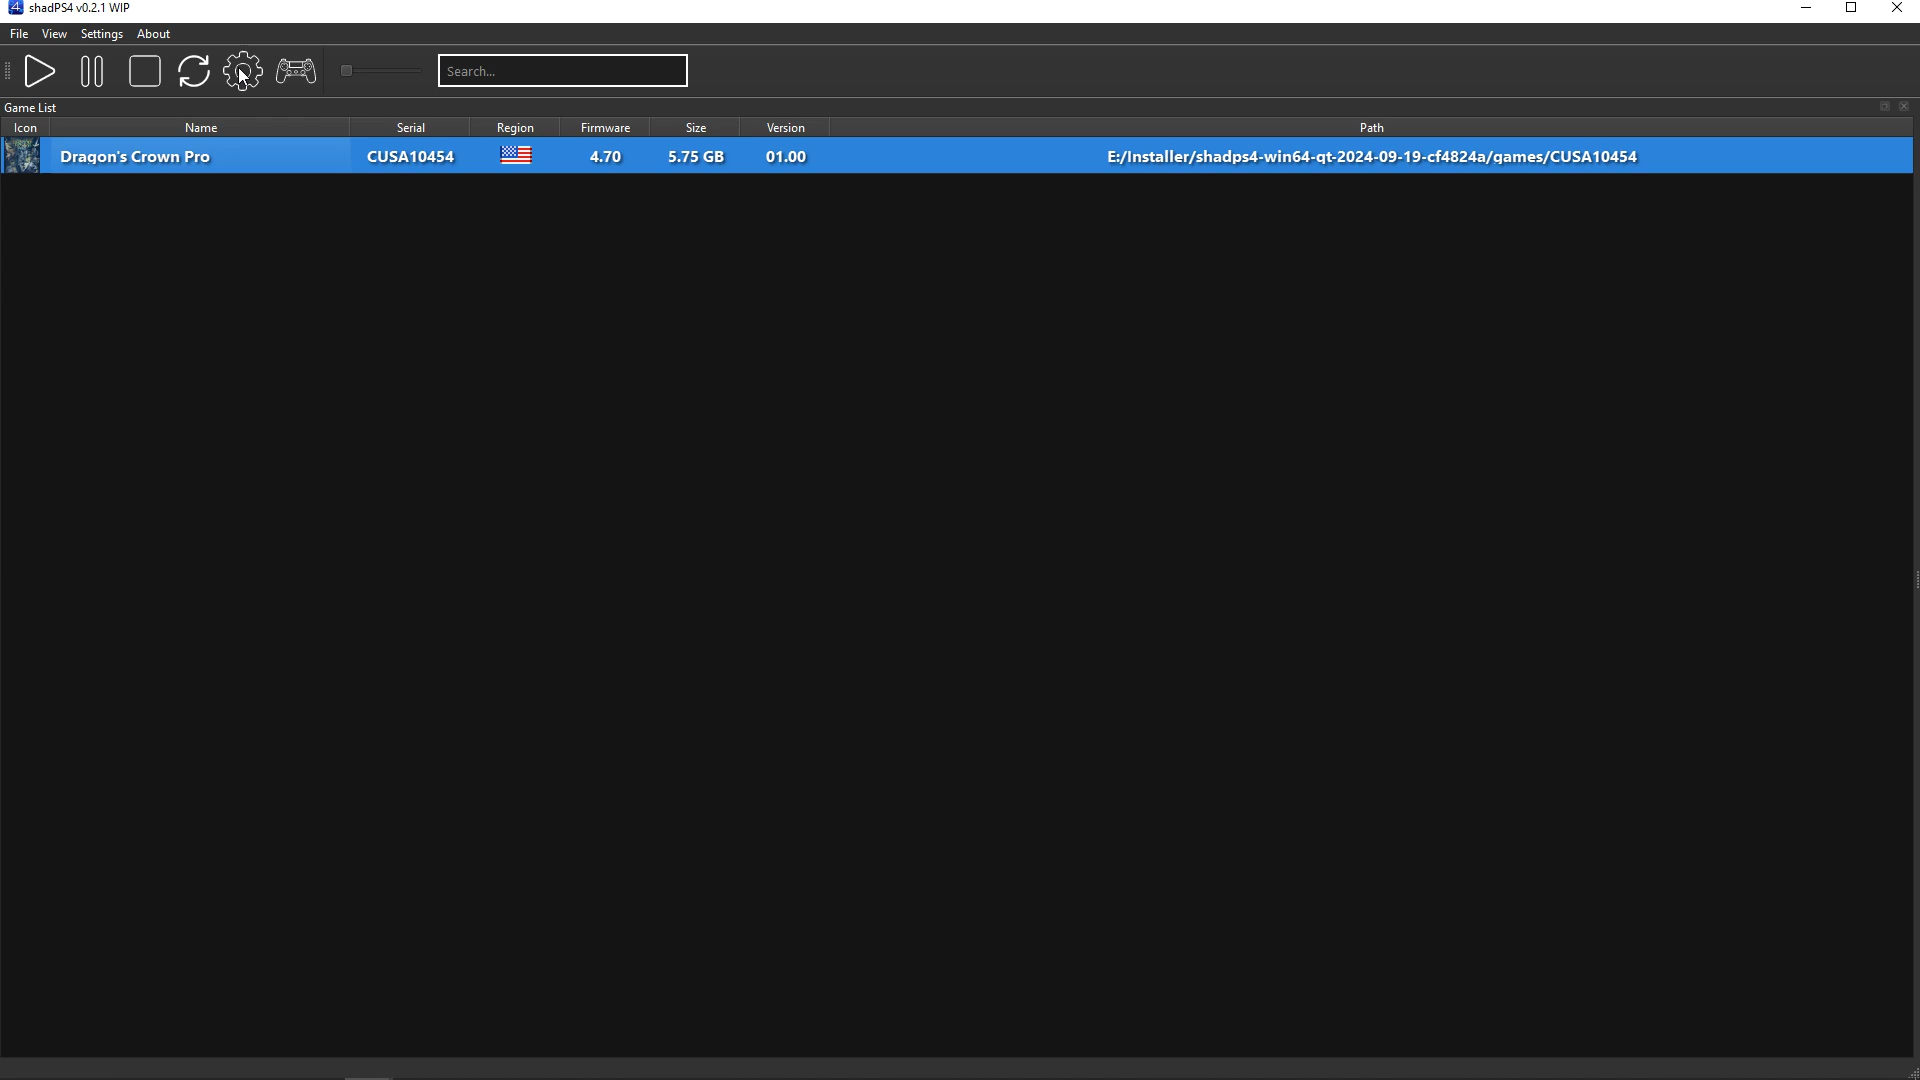 shadPS4 v0.2.1 WIP
File View Settings About
Search...
Game List
Icon Name Serial Region Firmware Size Version Path
Dragon's Crown Pro CUSA10454 4.70 5.75 GB 01.00 E:/Installer/shadps4-win64-qt-2024-09-19-cf4824a/games/CUSA10454